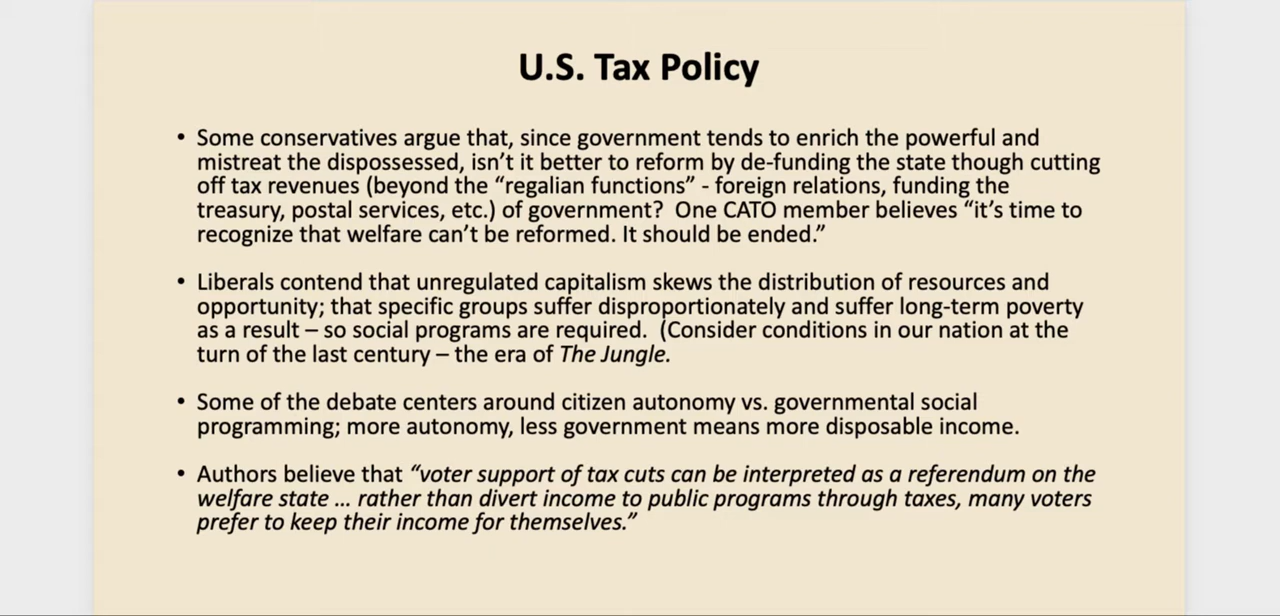 U.S. Tax Policy
• Some conservatives argue that, since government tends to enrich the powerful and
mistreat the dispossessed, isn’t it better to reform by de-funding the state though cutting
off tax revenues (beyond the “regalian functions” - foreign relations, funding the
treasury, postal services, etc.) of government?  One CATO member believes “it’s time to
recognize that welfare can’t be reformed. It should be ended.”
• Liberals contend that unregulated capitalism skews the distribution of resources and
opportunity; that specific groups suffer disproportionately and suffer long-term poverty
as a result – so social programs are required.  (Consider conditions in our nation at the
turn of the last century – the era of The Jungle.
• Some of the debate centers around citizen autonomy vs. governmental social
programming; more autonomy, less government means more disposable income.
• Authors believe that “voter support of tax cuts can be interpreted as a referendum on the
welfare state … rather than divert income to public programs through taxes, many voters
prefer to keep their income for themselves.”